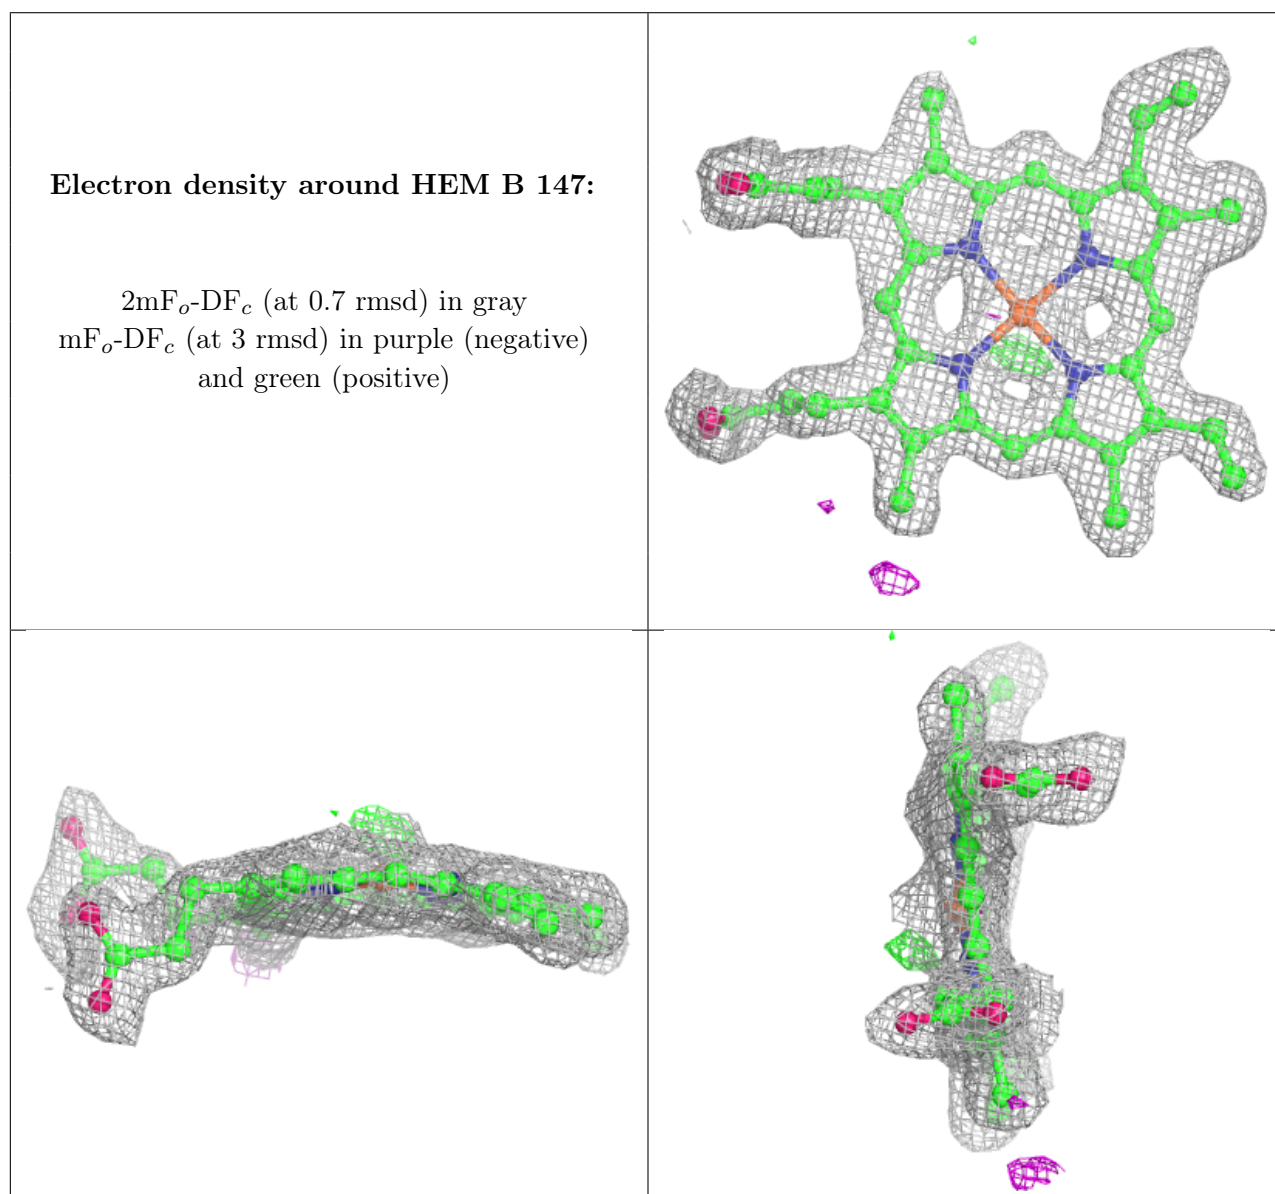 Electron density around HEM B 147:
2mFₒ-DF𝒸 (at 0.7 rmsd) in gray
mFₒ-DF𝒸 (at 3 rmsd) in purple (negative)
and green (positive)